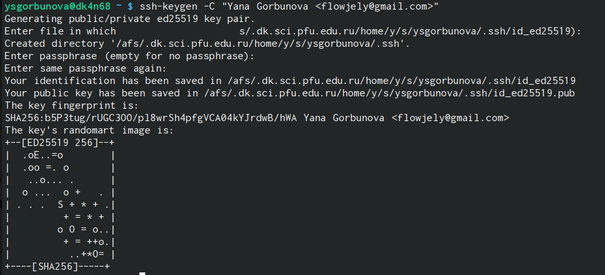 ysgorbunova@dk4n68 ~ $ ssh-keygen -C "Yana Gorbunova <flowjely@gmail.com>"
Generating public/private ed25519 key pair.
Enter file in which s/.dk.sci.pfu.edu.ru/home/y/s/ysgorbunova/.ssh/id_ed25519):
Created directory '/afs/.dk.sci.pfu.edu.ru/home/y/s/ysgorbunova/.ssh'.
Enter passphrase (empty for no passphrase):
Enter same passphrase again:
Your identification has been saved in /afs/.dk.sci.pfu.edu.ru/home/y/s/ysgorbunova/.ssh/id_ed25519
Your public key has been saved in /afs/.dk.sci.pfu.edu.ru/home/y/s/ysgorbunova/.ssh/id_ed25519.pub
The key fingerprint is:
SHA256:b5P3tug/rUGC3OO/pl8wrSh4pfgVCA04kYJrdwB/hWA Yana Gorbunova <flowjely@gmail.com>
The key's randomart image is:
+--[ED25519 256]--+
|  .oE..=o        |
|  .oo =. o       |
|   ..o... .      |
|  o ...  o +   . |
| . . .  S + * + .|
|         + = * + |
|        o O = o..|
|         + = ++o.|
|          ..+*O= |
+----[SHA256]-----+